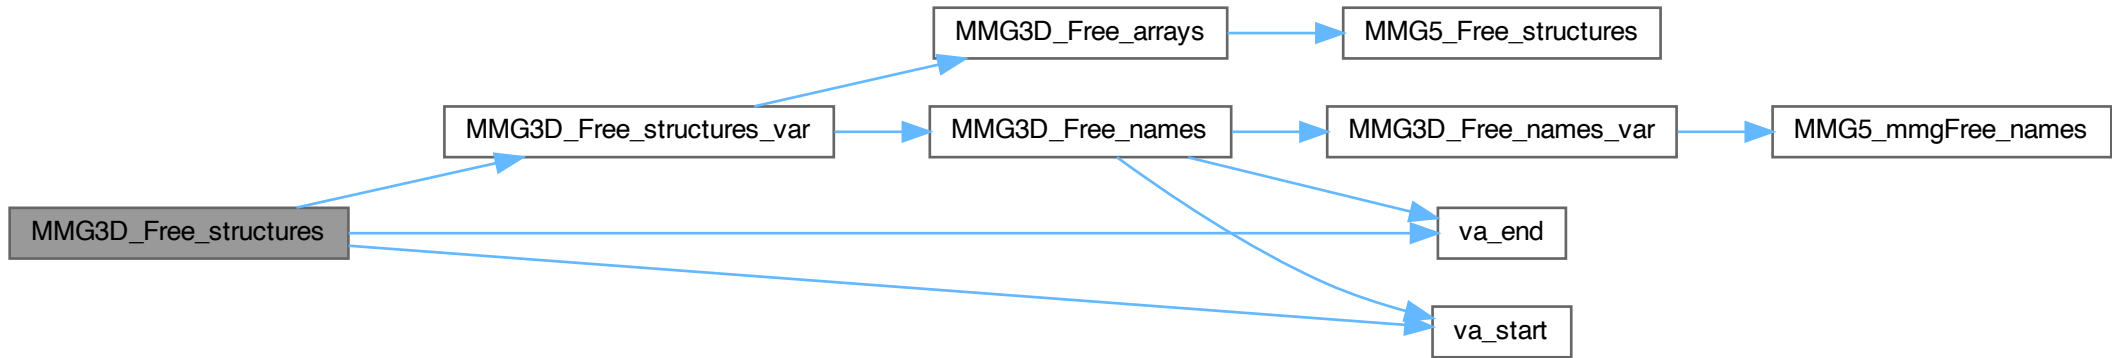 MMG3D_Free_arrays
MMG5_Free_structures
MMG3D_Free_structures_var
MMG3D_Free_names
MMG3D_Free_names_var
MMG5_mmgFree_names
MMG3D_Free_structures
va_end
va_start